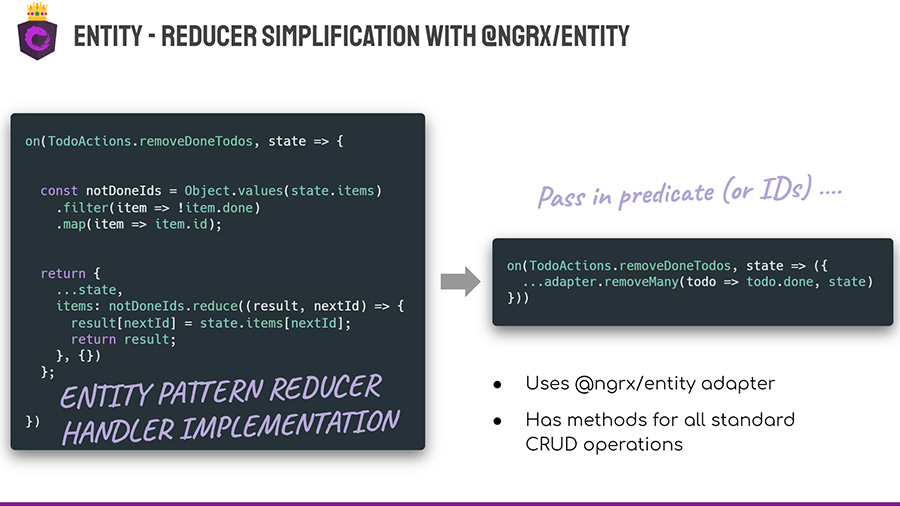 ENTITY - REDUCER SIMPLIFICATION WITH @NGRX/ENTITY
on(TodoActions.removeDoneTodos, state => {
const notDoneIds = Object.values(state.items)
.filter(item => !item.done)
.map(item => item.id);
return {
...state,
items: notDoneIds.reduce((result, nextId) => {
result[nextId] = state.items[nextId];
return result;
}, {})
};
})
ENTITY PATTERN REDUCER
HANDLER IMPLEMENTATION
Pass in predicate (or IDs) ....
on(TodoActions.removeDoneTodos, state => ({
...adapter.removeMany(todo => todo.done, state)
}))
● Uses @ngrx/entity adapter
● Has methods for all standard
CRUD operations